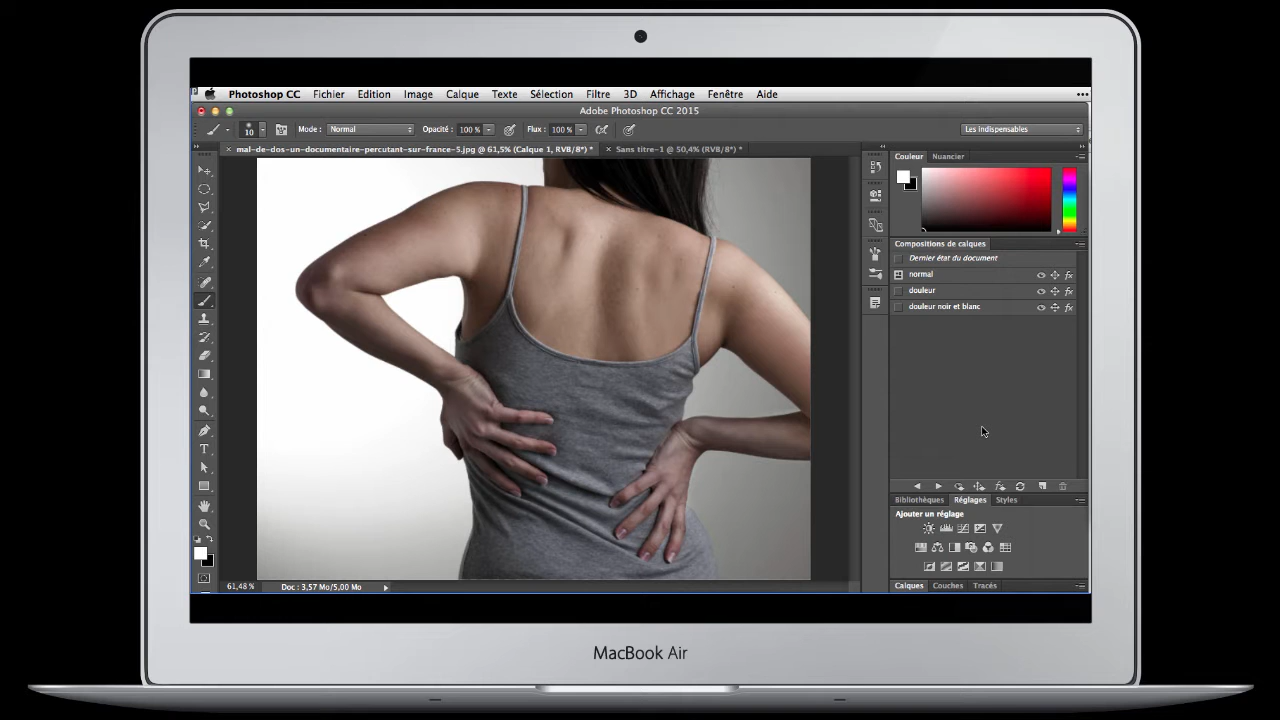 Photoshop CC Fichier Edition Image Calque Texte Sélection Filtre 3D Affichage Fenêtre Aide
Adobe Photoshop CC 2015
10 Mode : Normal Opacité : 100 % Flux : 100 % Les indispensables
mal-de-dos-un-documentaire-percutant-sur-france-5.jpg @ 61,5% (Calque 1, RVB/8*) * Sans titre-1 @ 50,4% (RVB/8*) *
Couleur Nuancier
Compositions de calques
Dernier état du document
normal
douleur
douleur noir et blanc
Bibliothèques Réglages Styles
Ajouter un réglage
61,48 % Doc : 3,57 Mo/5,00 Mo
Calques Couches Tracés
MacBook Air